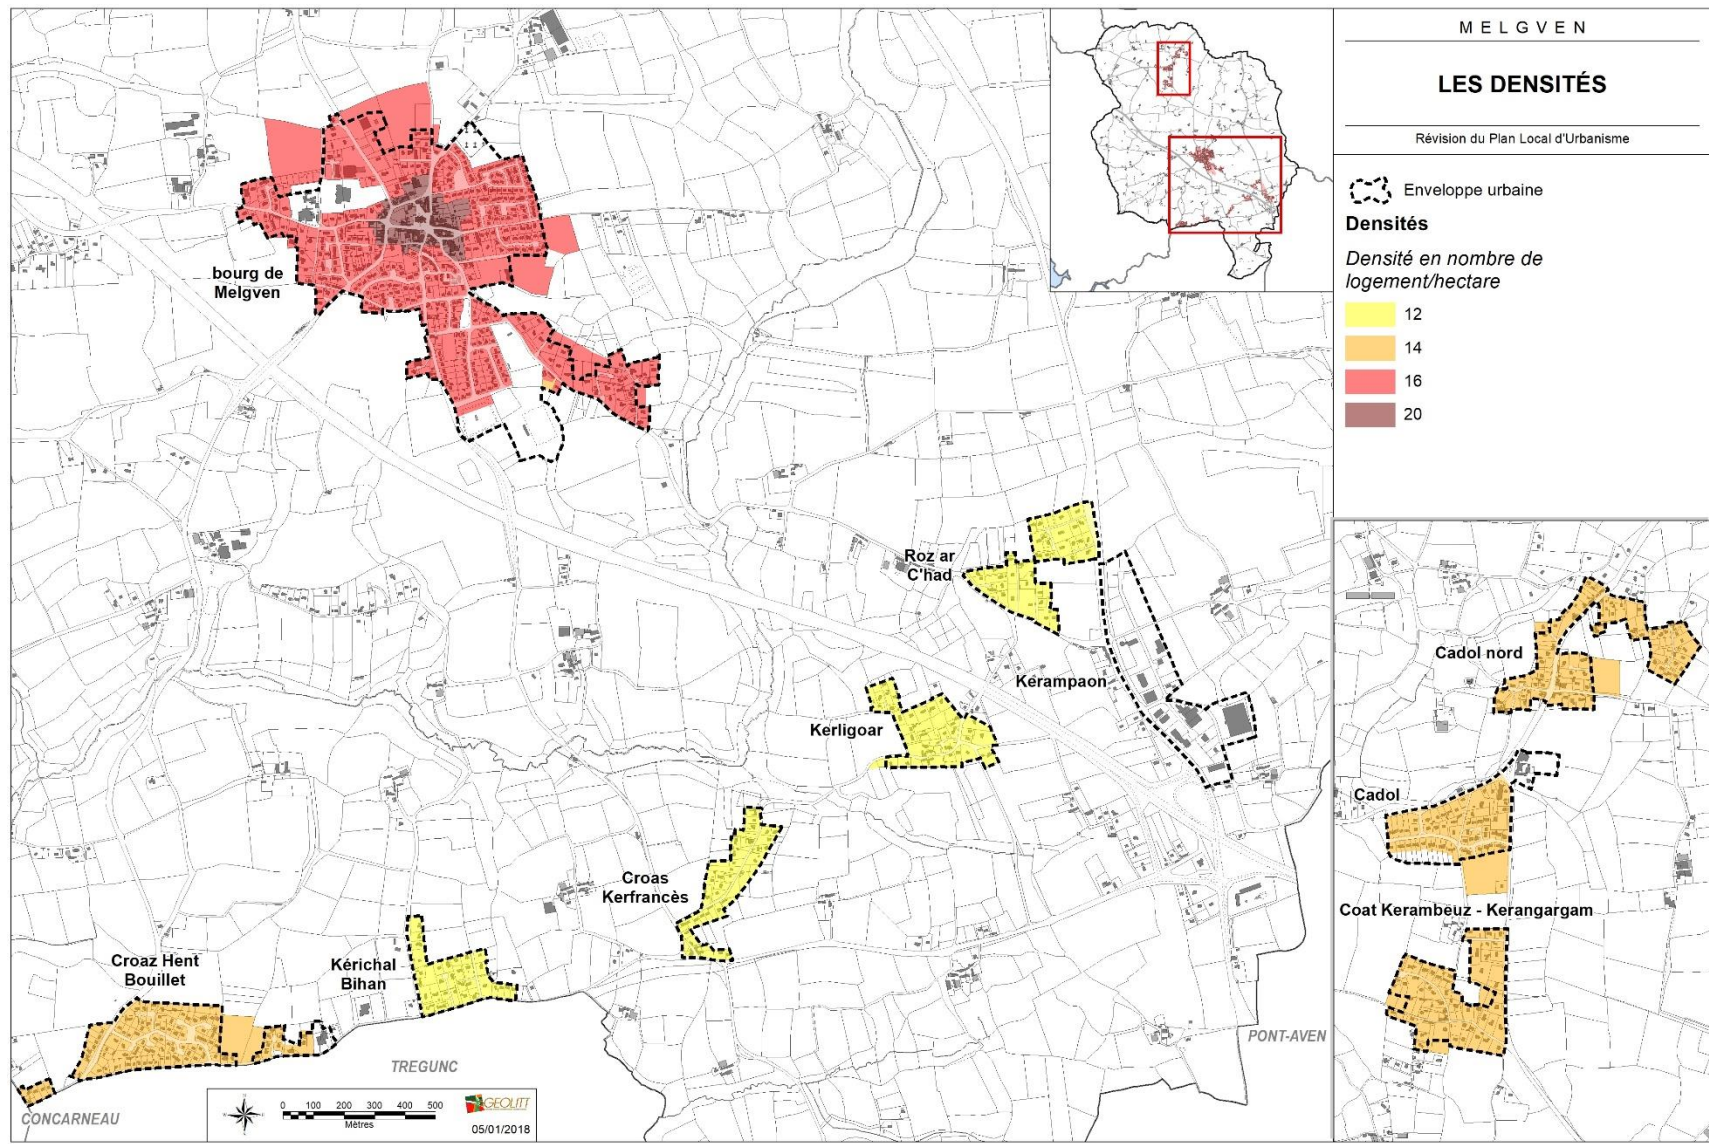 MELGVEN
LES DENSITÉS
Révision du Plan Local d'Urbanisme
Enveloppe urbaine
Densités
Densité en nombre de
logement/hectare
12
14
16
20
bourg de
Melgven
Roz ar
C'had
Kerampaon
Kerligoar
Croas
Kerfrancès
Kérichal
Bihan
Croaz Hent
Bouillet
CONCARNEAU
TREGUNC
PONT-AVEN
Cadol nord
Cadol
Coat Kerambeuz - Kerangargam
0 100 200 300 400 500
Mètres
GEOLITT
05/01/2018